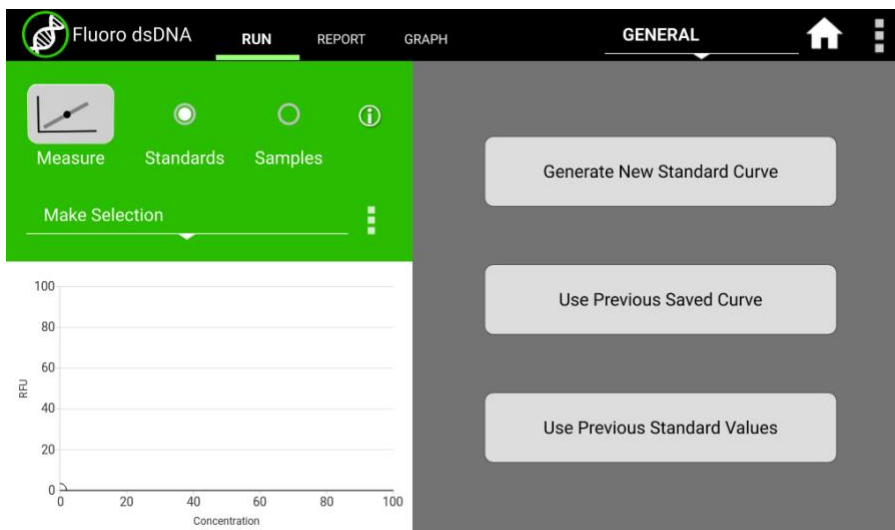 Fluoro dsDNA RUN REPORT GRAPH GENERAL
Measure Standards Samples
Make Selection
Generate New Standard Curve
Use Previous Saved Curve
Use Previous Standard Values
100
80
60
40
20
0
RFU
0 20 40 60 80 100
Concentration